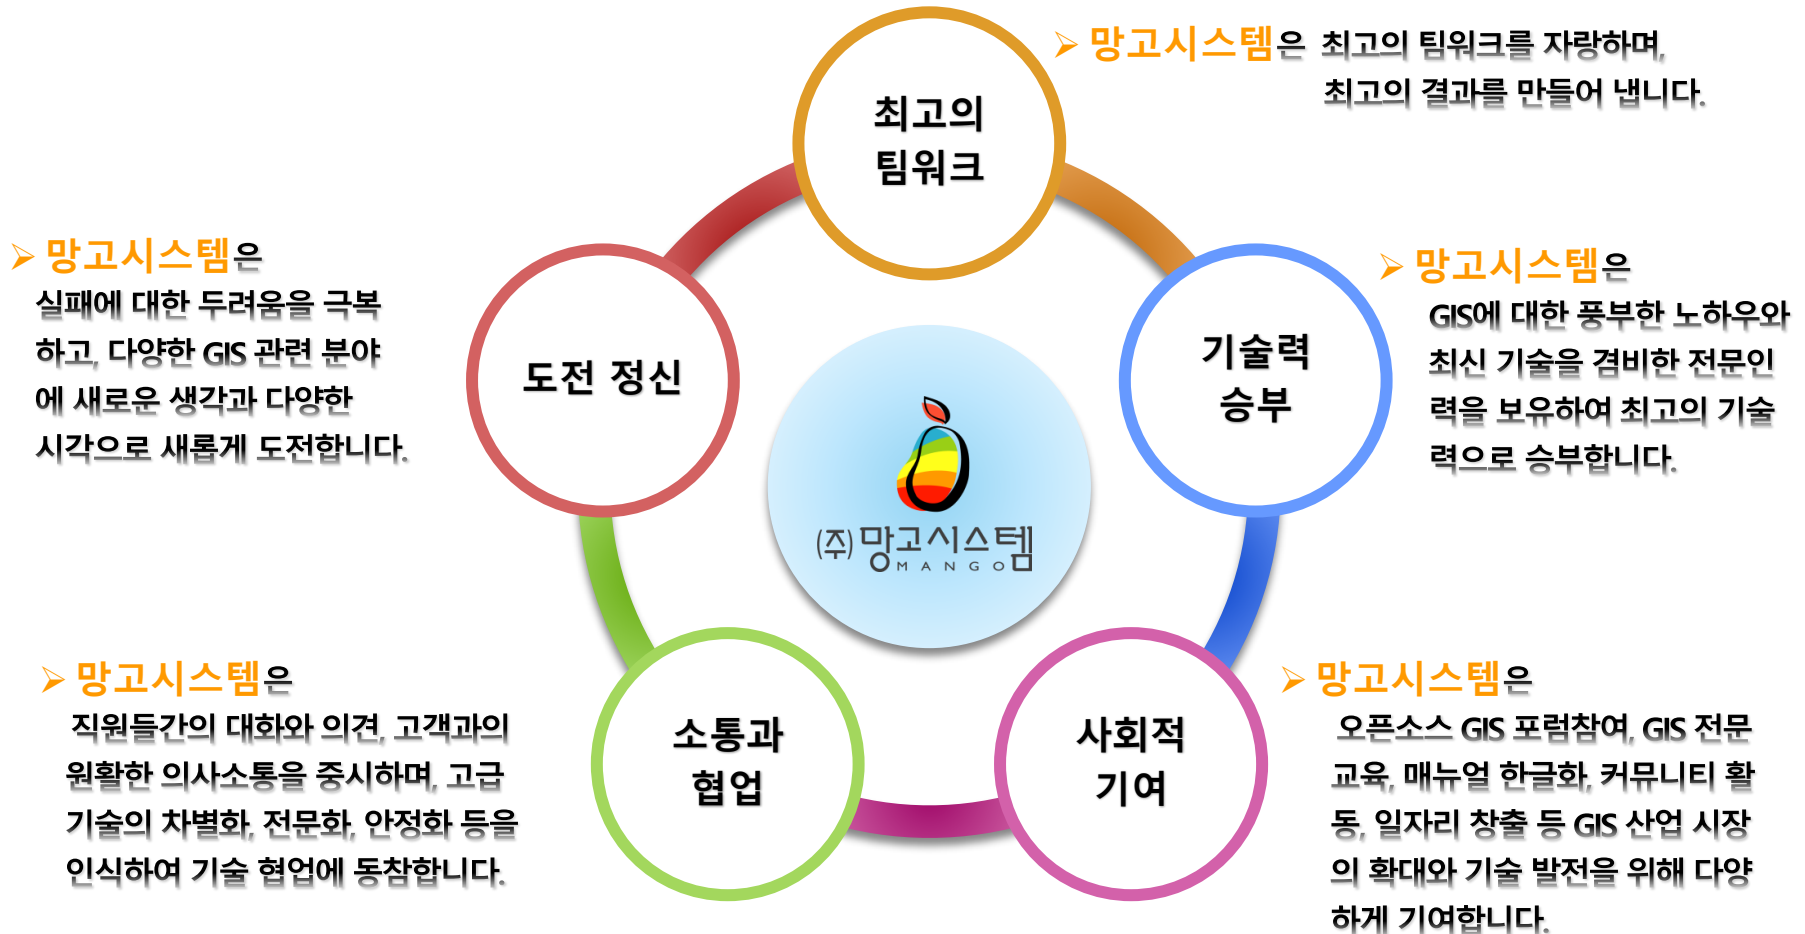 최고의
팀워크
➢ 망고시스템은 최고의 팀워크를 자랑하며,
최고의 결과를 만들어 냅니다.
기술력
승부
➢ 망고시스템은
GIS에 대한 풍부한 노하우와
최신 기술을 겸비한 전문인
력을 보유하여 최고의 기술
력으로 승부합니다.
사회적
기여
➢ 망고시스템은
오픈소스 GIS 포럼참여, GIS 전문
교육, 매뉴얼 한글화, 커뮤니티 활
동, 일자리 창출 등 GIS 산업 시장
의 확대와 기술 발전을 위해 다양
하게 기여합니다.
소통과
협업
➢ 망고시스템은
직원들간의 대화와 의견, 고객과의
원활한 의사소통을 중시하며, 고급
기술의 차별화, 전문화, 안정화 등을
인식하여 기술 협업에 동참합니다.
도전 정신
➢ 망고시스템은
실패에 대한 두려움을 극복
하고, 다양한 GIS 관련 분야
에 새로운 생각과 다양한
시각으로 새롭게 도전합니다.
(주)망고시스템
MANGO